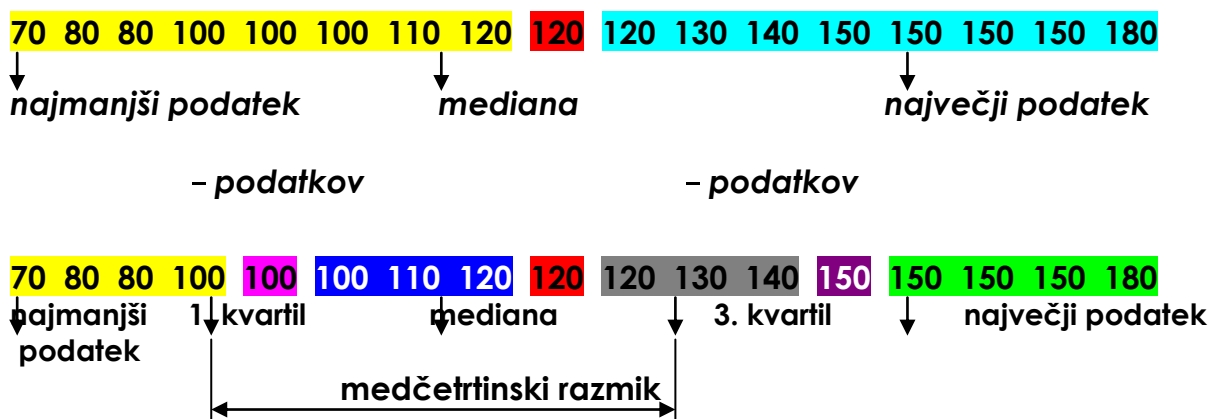 70 80 80 100 100 100 110 120 120 120 130 140 150 150 150 150 180
najmanjši podatek mediana največji podatek
– podatkov – podatkov
70 80 80 100 100 100 110 120 120 120 130 140 150 150 150 150 180
najmanjši 1. kvartil mediana 3. kvartil največji podatek
podatek
medčetrtinski razmik